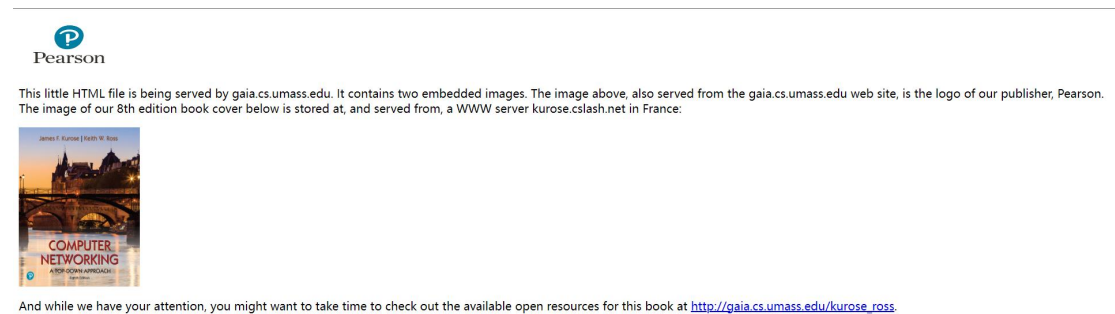 Pearson
This little HTML file is being served by gaia.cs.umass.edu. It contains two embedded images. The image above, also served from the gaia.cs.umass.edu web site, is the logo of our publisher, Pearson.
The image of our 8th edition book cover below is stored at, and served from, a WWW server kurose.cslash.net in France:
James F. Kurose | Keith W. Ross
COMPUTER
NETWORKING
A TOP-DOWN APPROACH
Eighth Edition
And while we have your attention, you might want to take time to check out the available open resources for this book at http://gaia.cs.umass.edu/kurose_ross.